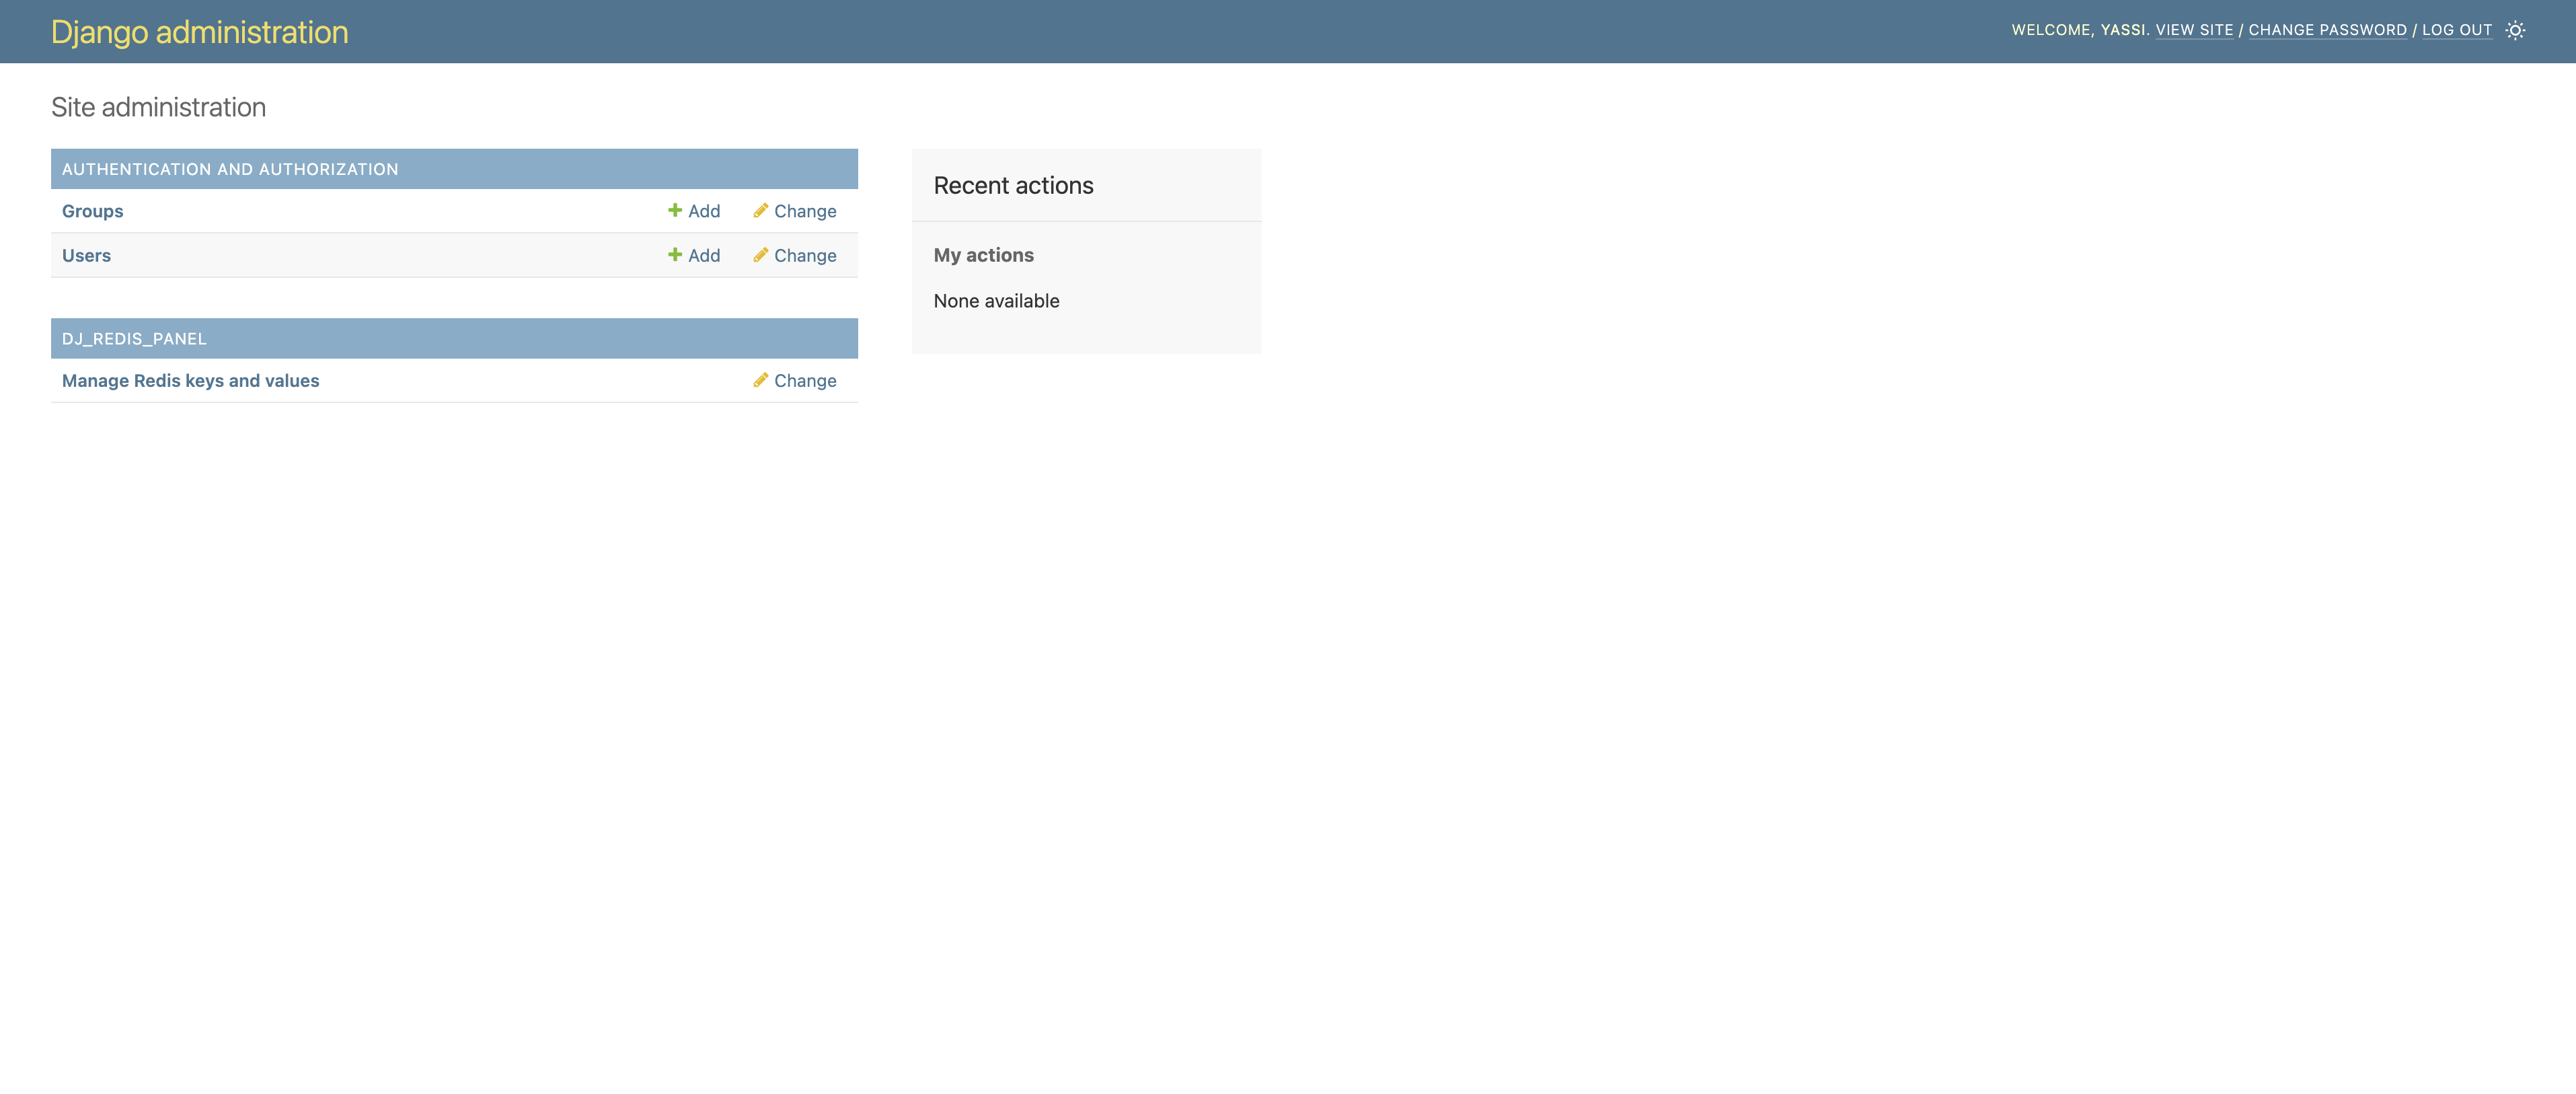 Django administration
WELCOME, YASSI. VIEW SITE / CHANGE PASSWORD / LOG OUT
Site administration
AUTHENTICATION AND AUTHORIZATION
Groups Add Change
Users Add Change
DJ_REDIS_PANEL
Manage Redis keys and values Change
Recent actions
My actions
None available